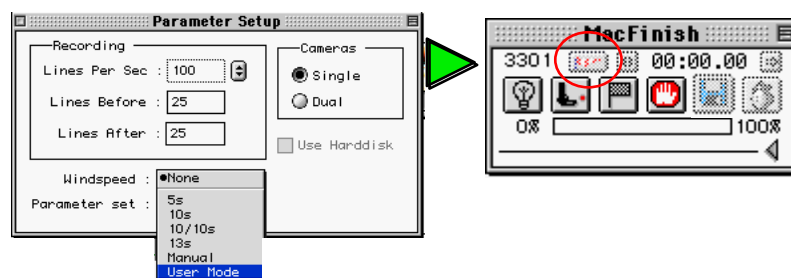 Parameter Setup
Recording
Lines Per Sec : 100
Lines Before : 25
Lines After : 25
Cameras
Single
Dual
Use Harddisk
Windspeed : None
Parameter set :
5s
10s
10/10s
13s
Manual
User Mode
MacFinish
3301 00:00.00
0% 100%